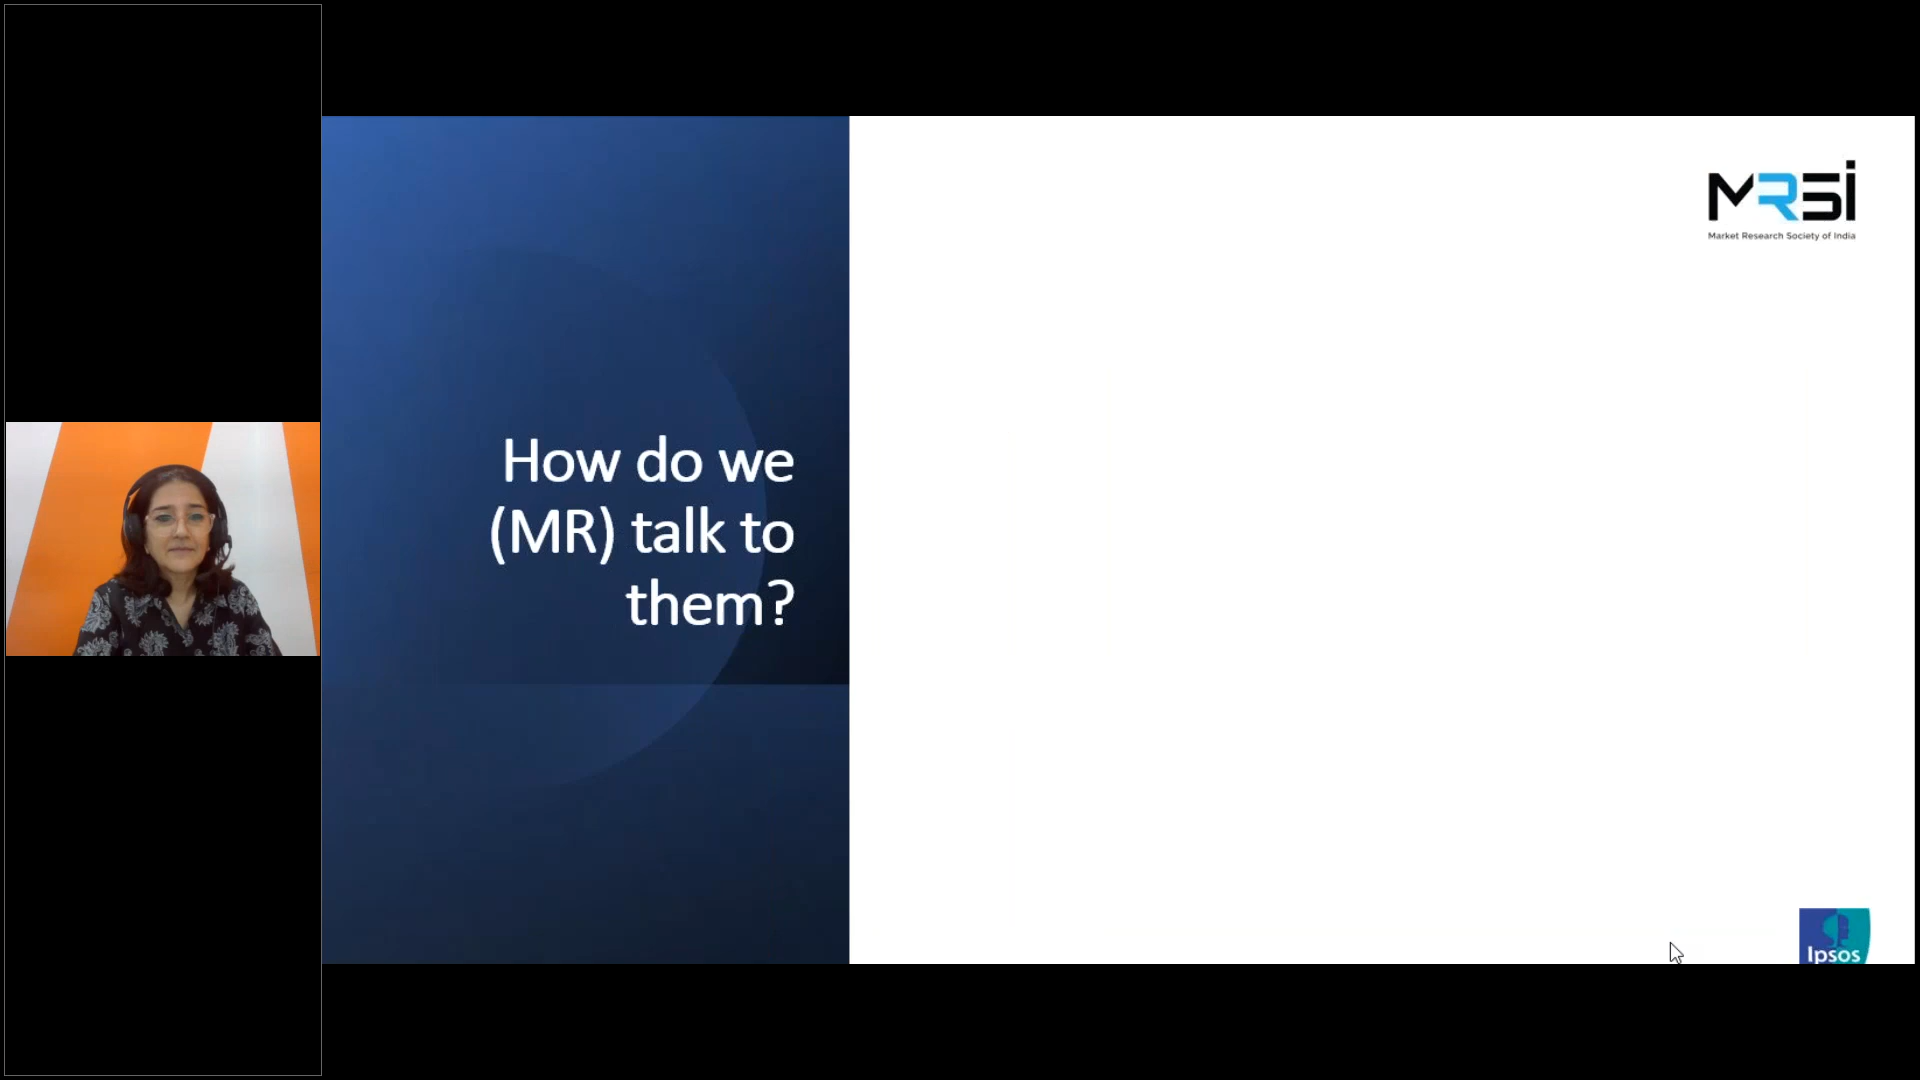 How do we
(MR) talk to
them?
MRSI
Market Research Society of India
Ipsos